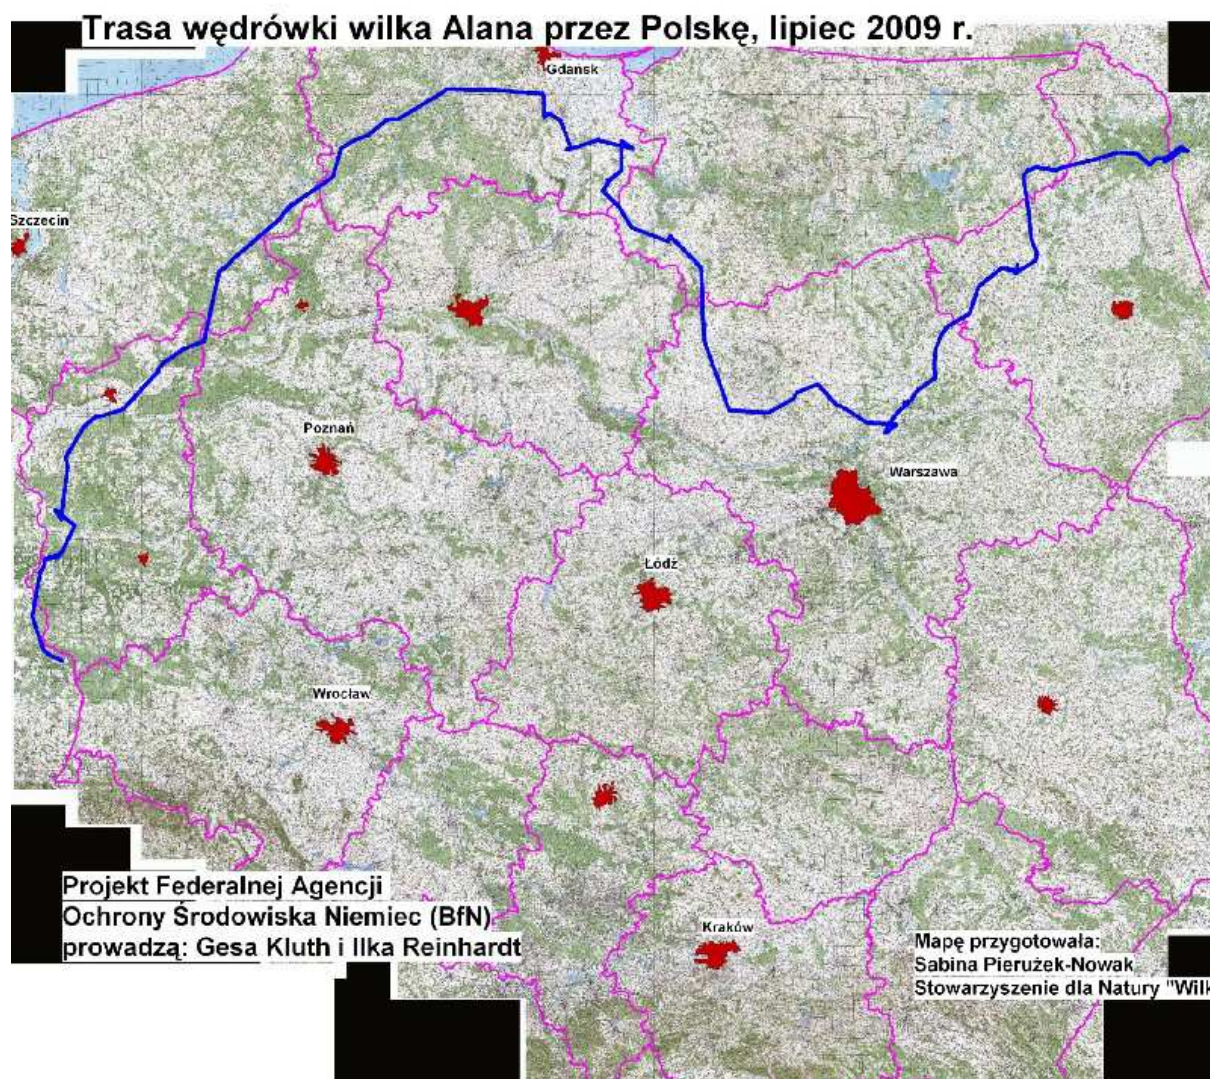 Trasa wędrówki wilka Alana przez Polskę, lipiec 2009 r.
Gdańsk
Szczecin
Poznań
Warszawa
Łódź
Wrocław
Projekt Federalnej Agencji
Ochrony Środowiska Niemiec (BfN)
prowadzą: Gesa Kluth i Ilka Reinhardt
Kraków
Mapę przygotowała:
Sabina Pierużek-Nowak
Stowarzyszenie dla Natury "Wilk